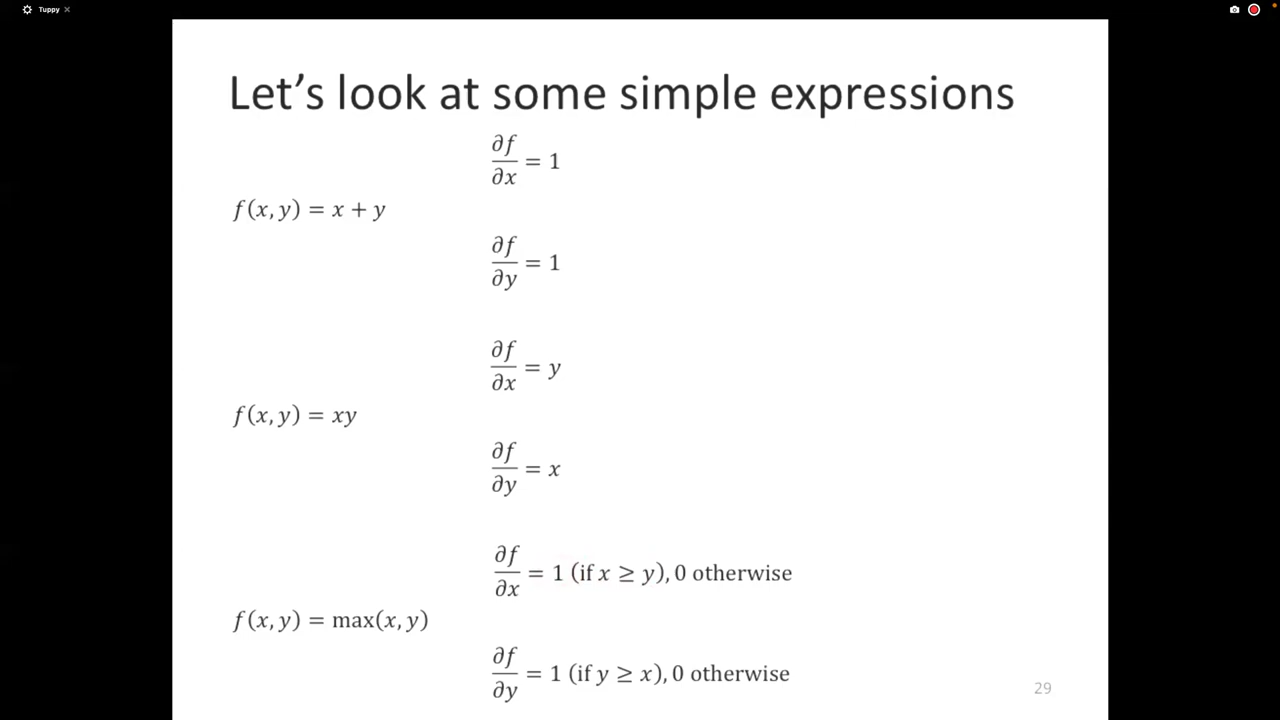 Tuppy ×
Let's look at some simple expressions
∂f/∂x = 1
f(x, y) = x + y
∂f/∂y = 1
∂f/∂x = y
f(x, y) = xy
∂f/∂y = x
∂f/∂x = 1 (if x ≥ y), 0 otherwise
f(x, y) = max(x, y)
∂f/∂y = 1 (if y ≥ x), 0 otherwise
29